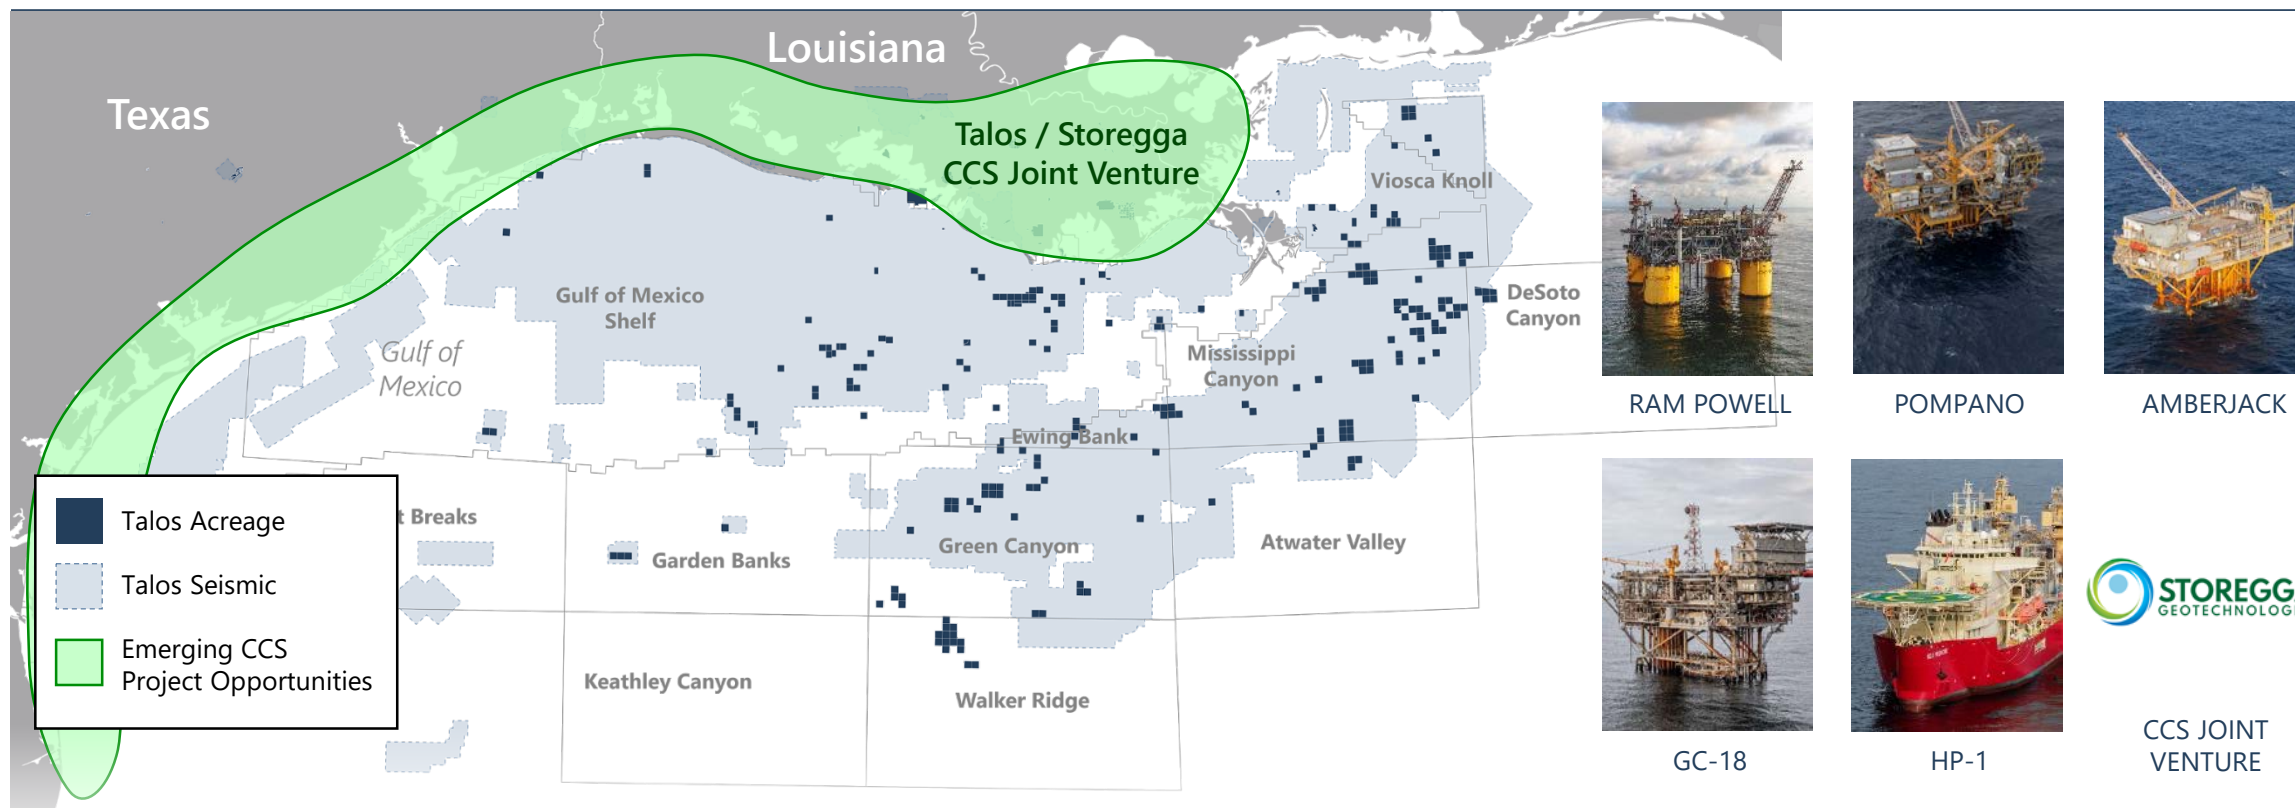 Louisiana
Texas
Talos / Storegga
CCS Joint Venture
Viosca Knoll
Gulf of Mexico
Shelf
DeSoto
Canyon
Gulf of
Mexico
Mississippi
Canyon
Ewing Bank
t Breaks
Garden Banks
Green Canyon
Atwater Valley
Keathley Canyon
Walker Ridge
Talos Acreage
Talos Seismic
Emerging CCS
Project Opportunities
RAM POWELL
POMPANO
AMBERJACK
GC-18
HP-1
STOREGG
GEOTECHNOLOG
CCS JOINT
VENTURE